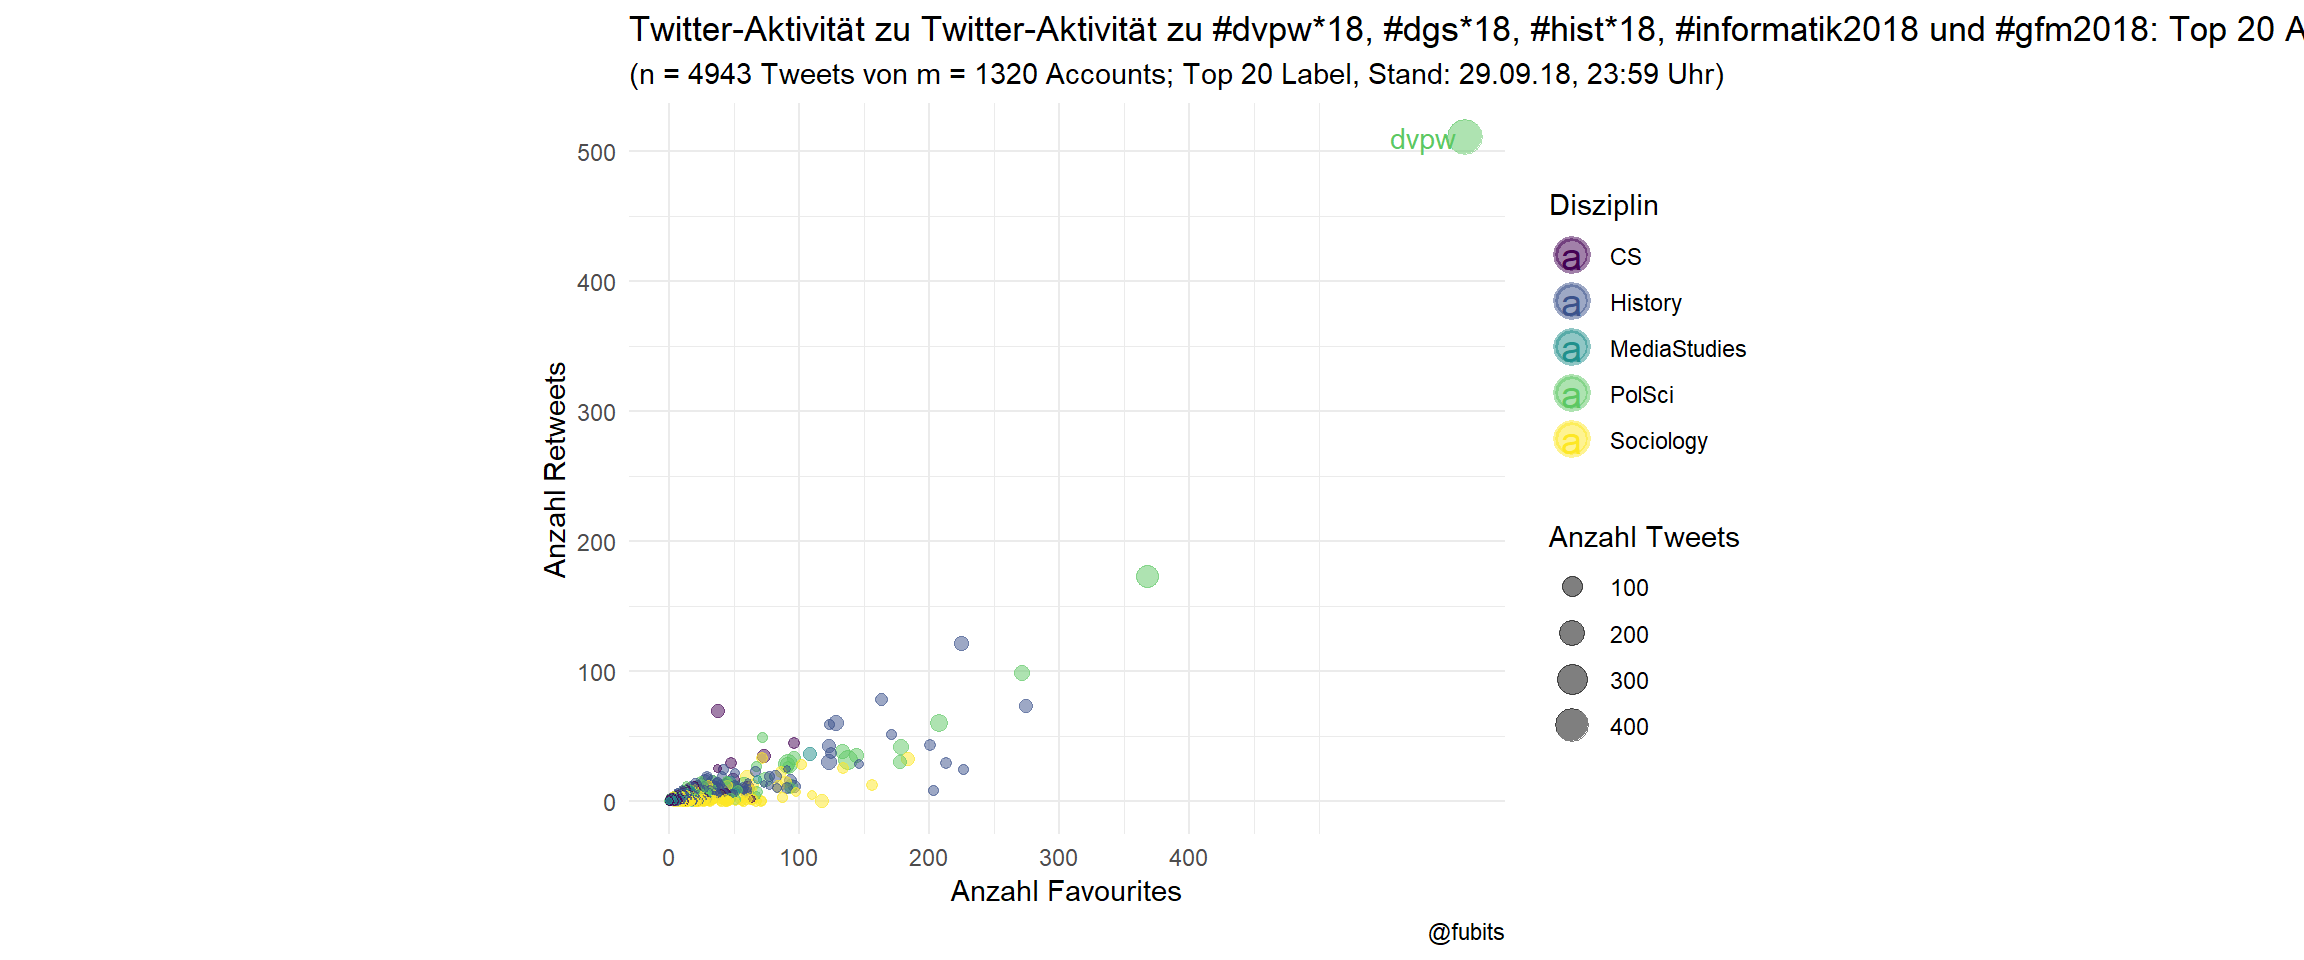 Twitter-Aktivität zu Twitter-Aktivität zu #dvpw*18, #dgs*18, #hist*18, #informatik2018 und #gfm2018: Top 20 A
(n = 4943 Tweets von m = 1320 Accounts; Top 20 Label, Stand: 29.09.18, 23:59 Uhr)
dvpw
500
400
300
200
100
0
Anzahl Retweets
0 100 200 300 400
Anzahl Favourites
Disziplin
a CS
a History
a MediaStudies
a PolSci
a Sociology
Anzahl Tweets
100
200
300
400
@fubits